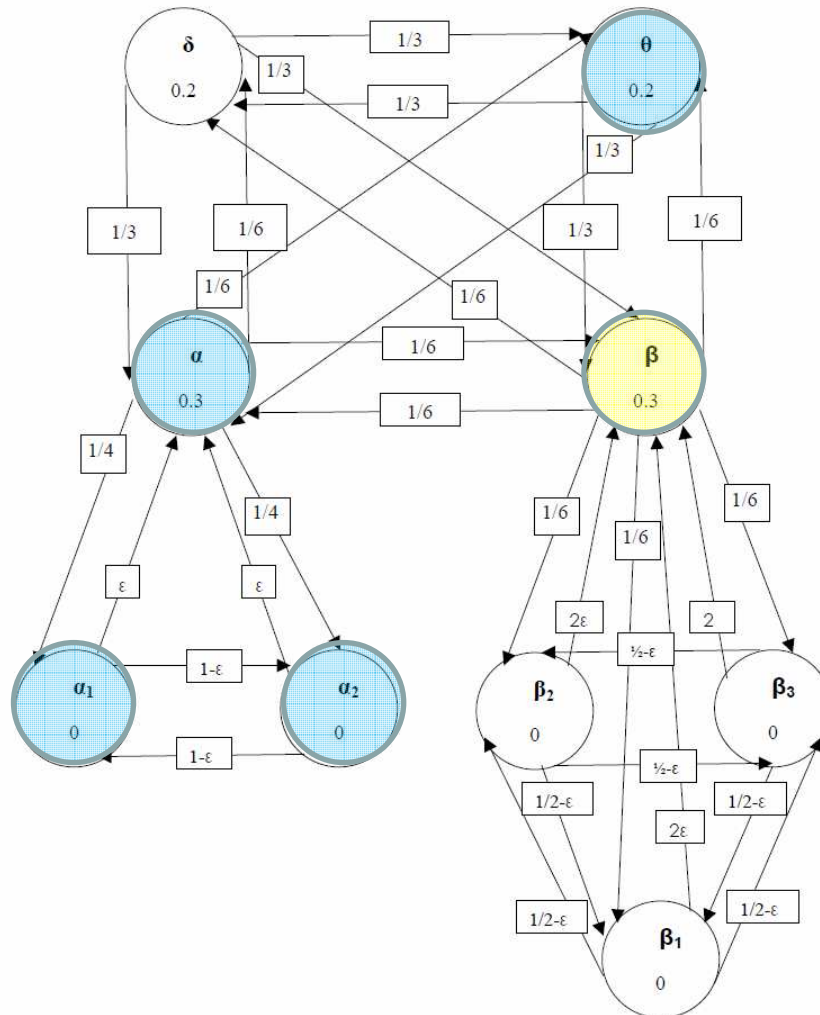 δ
1/3
θ
0.2
1/3
1/3
0.2
1/3
1/3
1/6
1/3
1/6
1/6
1/6
α
1/6
β
0.3
1/6
0.3
1/4
1/4
1/6
1/6
1/6
ε
ε
2ε
2
½-ε
α₁
1-ε
α₂
β₂
β₃
0
0
0
0
1-ε
½-ε
1/2-ε
1/2-ε
2ε
1/2-ε
1/2-ε
β₁
0